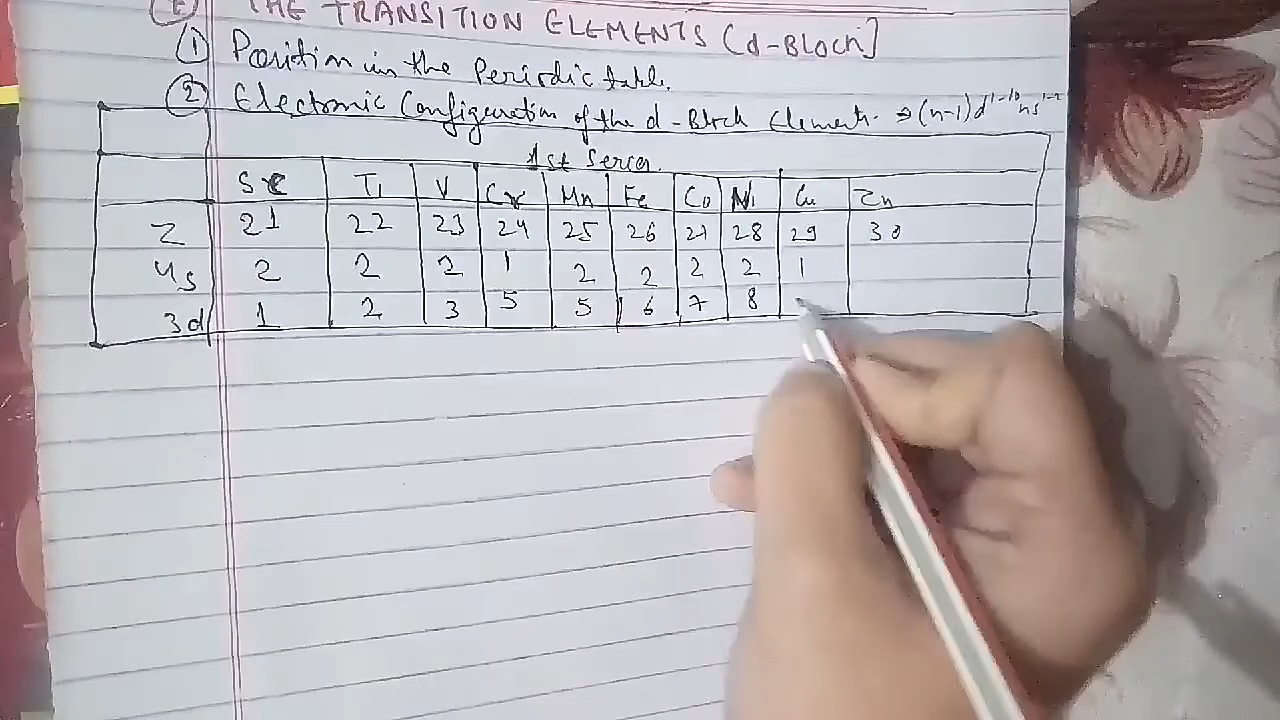 THE TRANSITION ELEMENTS (d-BLOCK]
① Position in the Periodic table.
② Electronic Configuration of the d-Block Elements → (n-1)d¹⁻¹⁰ns¹⁻²
1st Series.
Sc Ti V Cr Mn Fe Co Ni Cu Zn
Z 21 22 23 24 25 26 27 28 29 30
4s 2 2 2 1 2 2 2 2 1
3d 1 2 3 5 5 6 7 8